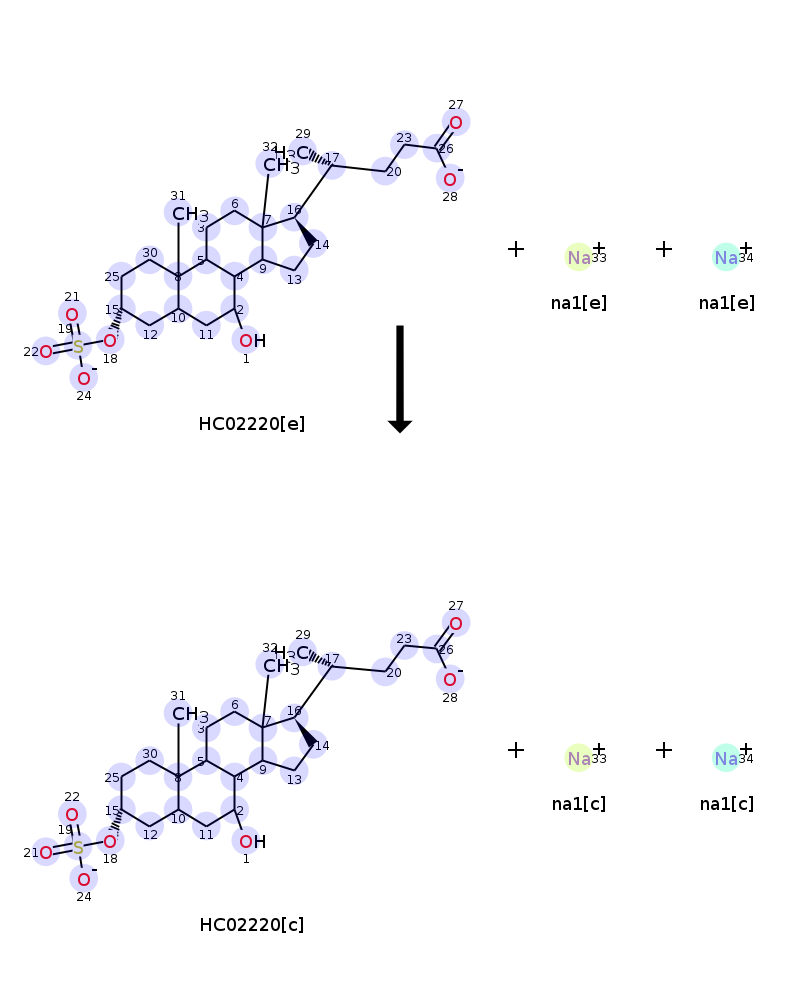 27
O
23
26
O-
28
20
17
29
H3C
32
CH3
16
14
6
7
31
CH3
3
13
9
5
4
30
25
8
2
15
10
12
11
OH
1
21
O
19
S
22
O
O
18
O-
24
HC02220[e]
+
Na+
33
na1[e]
+
Na+
34
na1[e]
27
O
23
26
O-
28
20
17
29
H3C
32
CH3
16
14
6
7
31
CH3
3
13
9
5
4
30
25
8
2
15
10
12
11
OH
1
22
O
19
S
21
O
O
18
O-
24
HC02220[c]
+
Na+
33
na1[c]
+
Na+
34
na1[c]